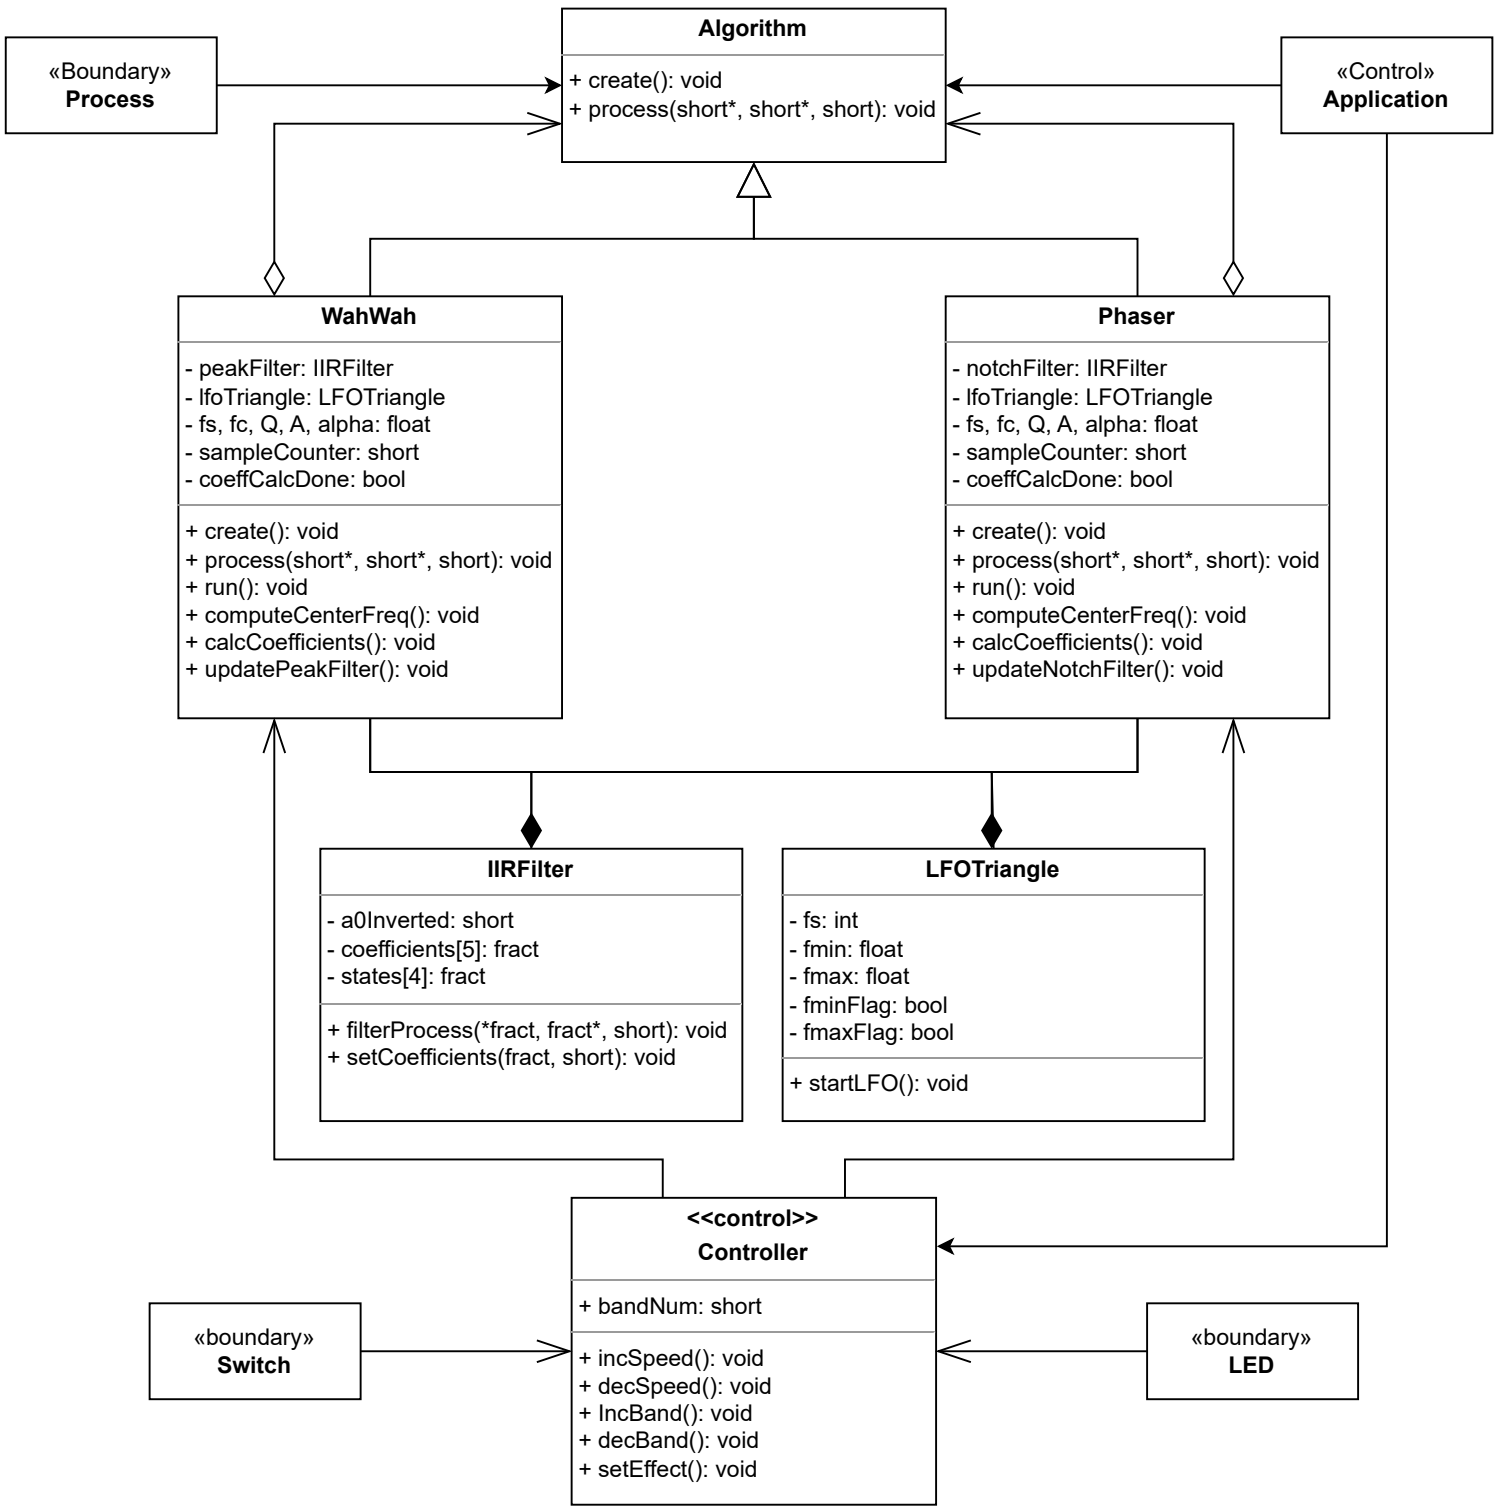 Algorithm
+ create(): void
+ process(short*, short*, short): void
«Boundary»
Process
«Control»
Application
WahWah
- peakFilter: IIRFilter
- lfoTriangle: LFOTriangle
- fs, fc, Q, A, alpha: float
- sampleCounter: short
- coeffCalcDone: bool
+ create(): void
+ process(short*, short*, short): void
+ run(): void
+ computeCenterFreq(): void
+ calcCoefficients(): void
+ updatePeakFilter(): void
Phaser
- notchFilter: IIRFilter
- lfoTriangle: LFOTriangle
- fs, fc, Q, A, alpha: float
- sampleCounter: short
- coeffCalcDone: bool
+ create(): void
+ process(short*, short*, short): void
+ run(): void
+ computeCenterFreq(): void
+ calcCoefficients(): void
+ updateNotchFilter(): void
IIRFilter
- a0Inverted: short
- coefficients[5]: fract
- states[4]: fract
+ filterProcess(*fract, fract*, short): void
+ setCoefficients(fract, short): void
LFOTriangle
- fs: int
- fmin: float
- fmax: float
- fminFlag: bool
- fmaxFlag: bool
+ startLFO(): void
<<control>>
Controller
+ bandNum: short
+ incSpeed(): void
+ decSpeed(): void
+ IncBand(): void
+ decBand(): void
+ setEffect(): void
«boundary»
Switch
«boundary»
LED